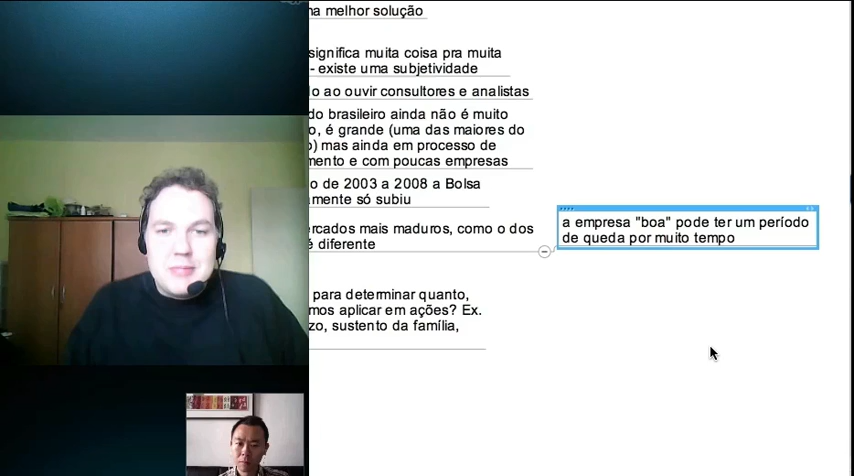 na melhor solução
significa muita coisa pra muita
- existe uma subjetividade
ao ouvir consultores e analistas
do brasileiro ainda não é muito
o, é grande (uma das maiores do
o) mas ainda em processo de
mento e com poucas empresas
o de 2003 a 2008 a Bolsa
amente só subiu
ercados mais maduros, como o dos
é diferente
a empresa "boa" pode ter um período
de queda por muito tempo
para determinar quanto,
mos aplicar em ações? Ex.
zo, sustento da família,